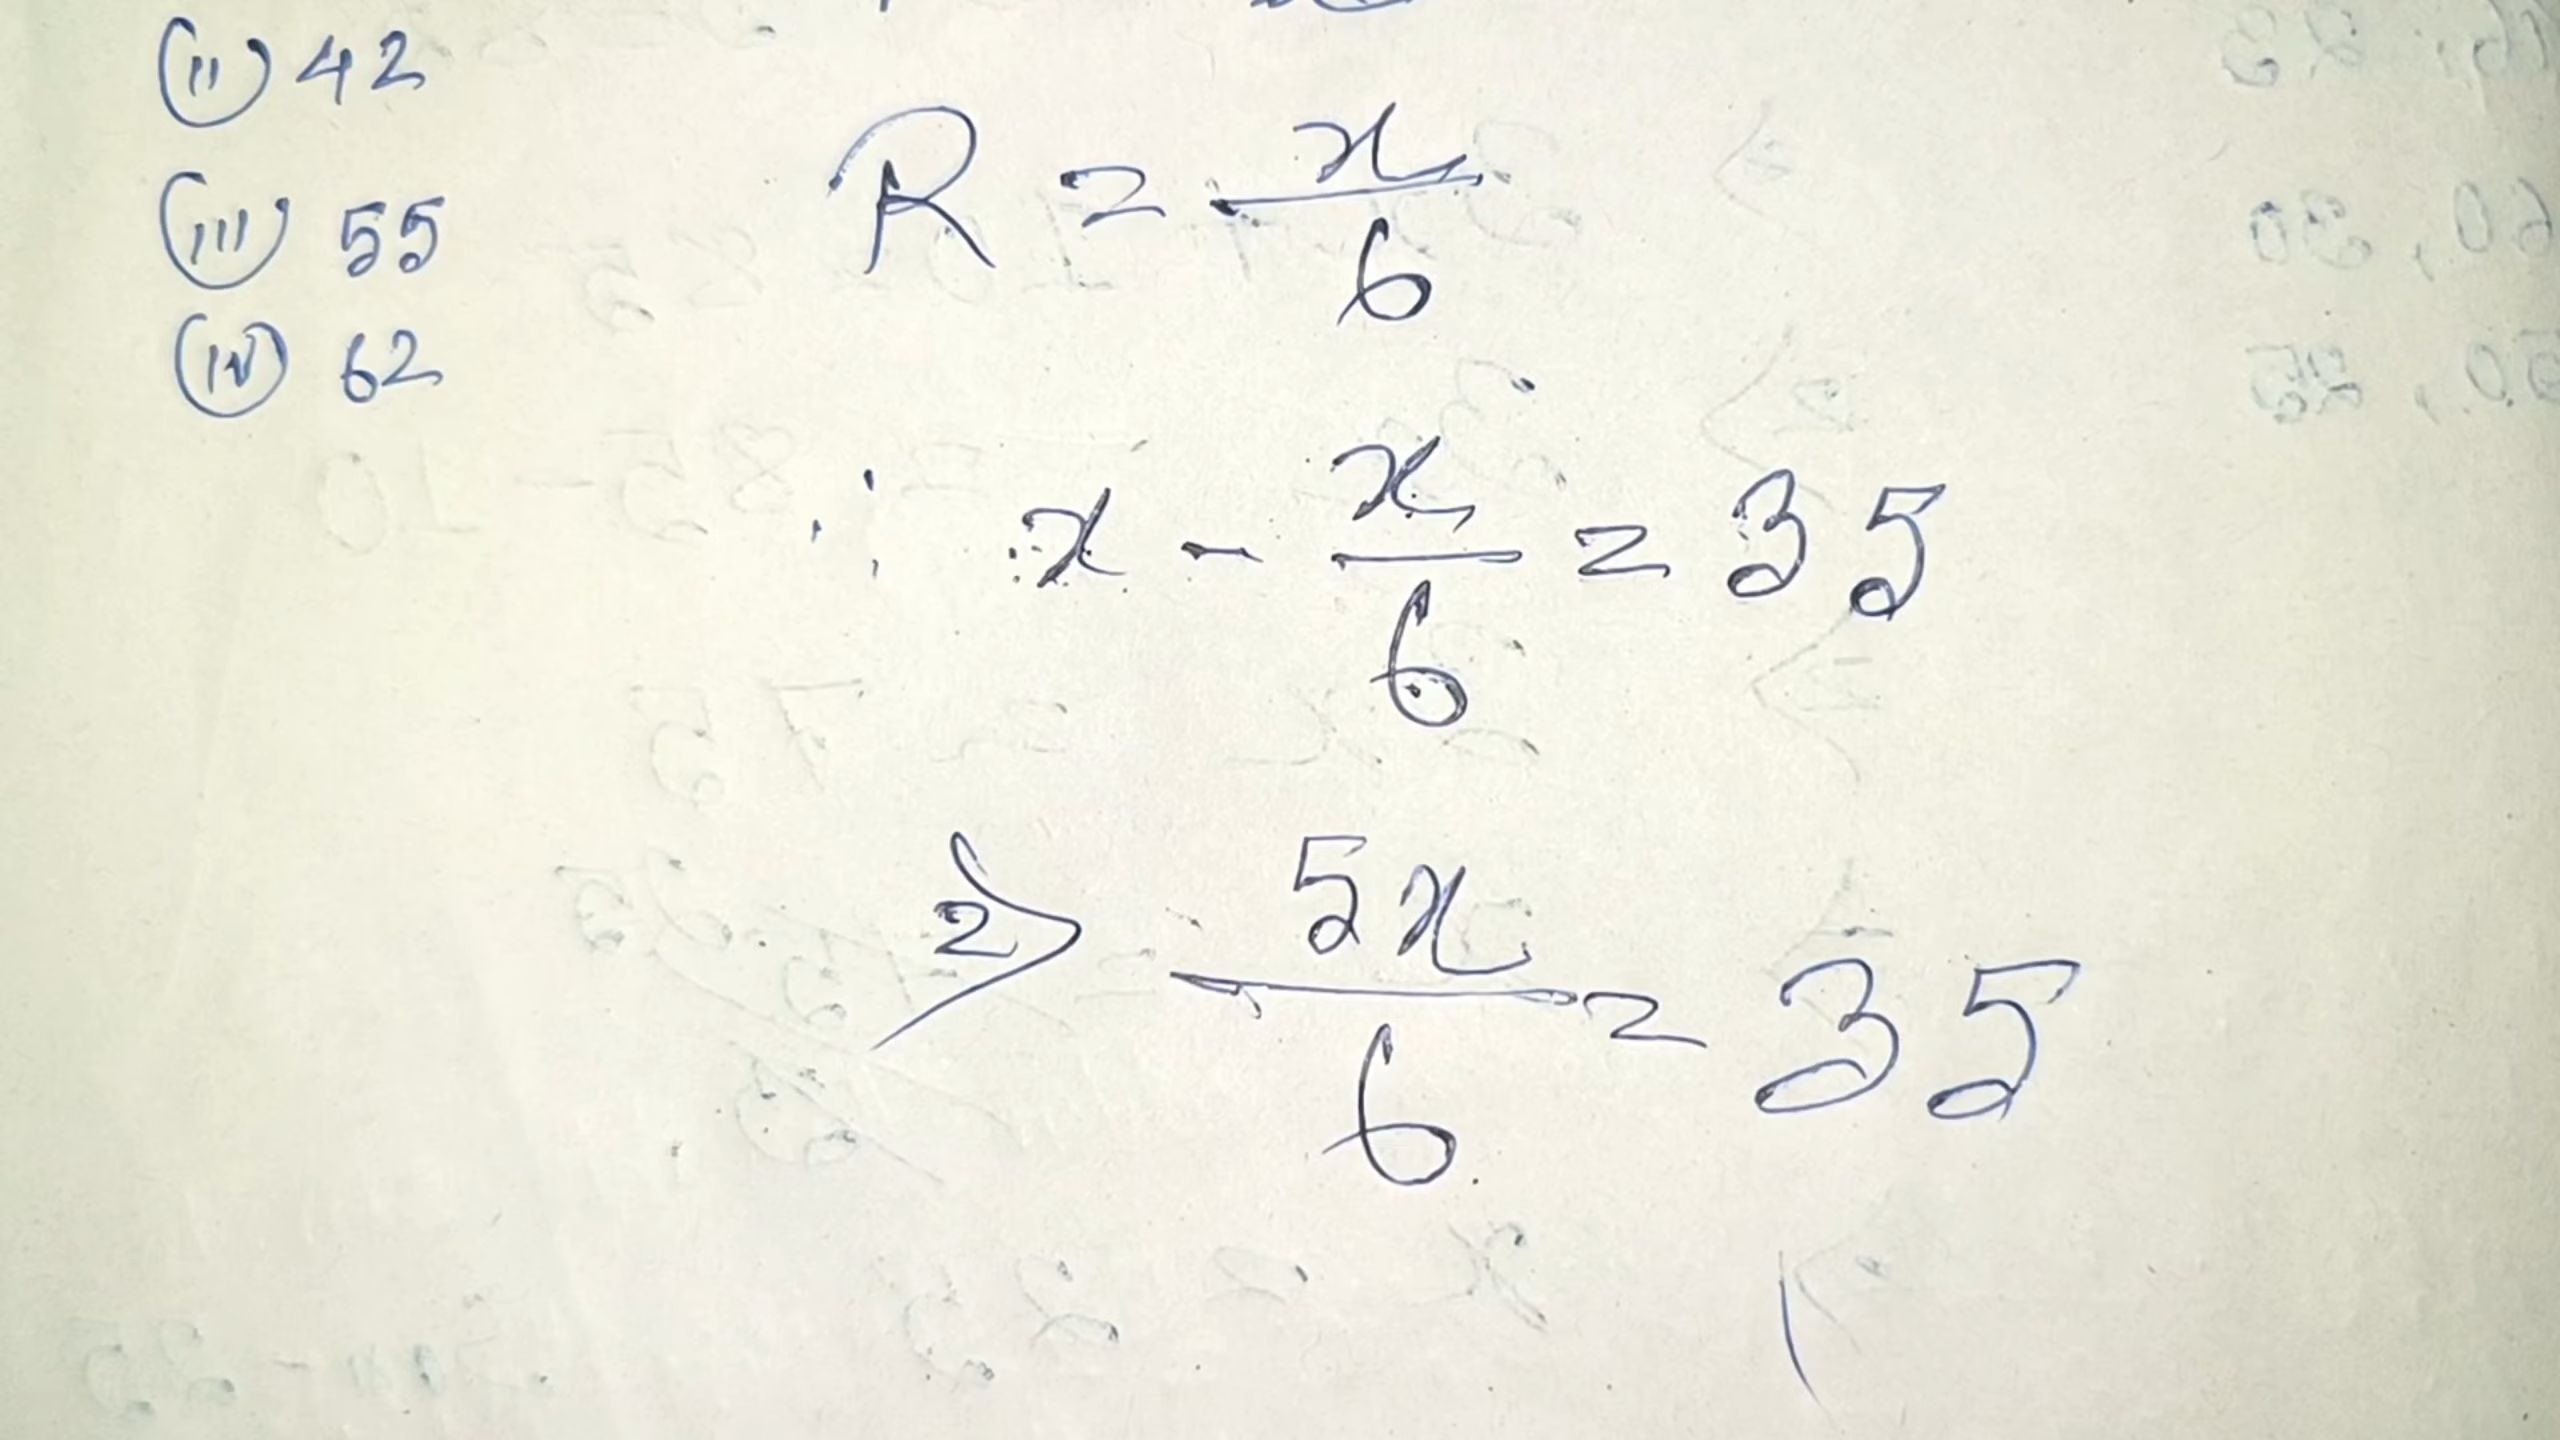 (ii) 42
(iii) 55
(iv) 62
R = x/6
∴ x - x/6 = 35
=> 5x/6 = 35